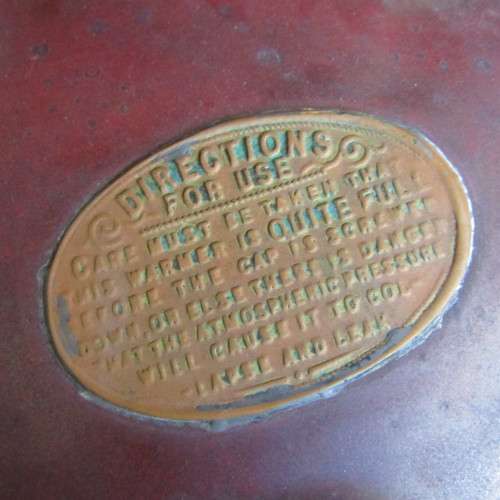 DIRECTIONS
FOR USE
CARE MUST BE TAKEN THAT
THIS WARMER IS QUITE FULL
BEFORE THE CAP IS SCREWED
DOWN, OR ELSE THERE IS DANGER
THAT THE ATMOSPHERIC PRESSURE
WILL CAUSE IT TO COL-
-LAPSE AND LEAK